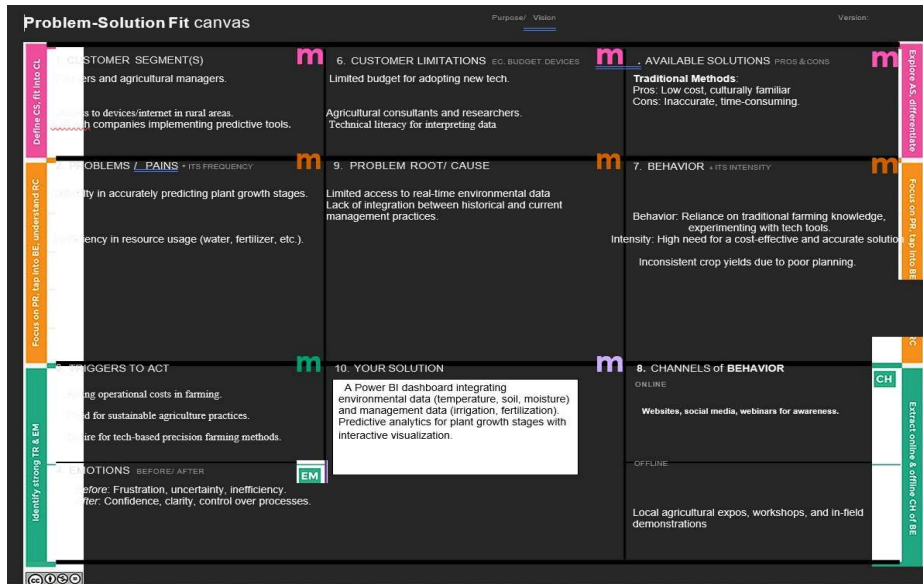 Problem-Solution Fit canvas
Purpose/ Vision
Version:
Define CS, fit into CL
CUSTOMER SEGMENT(S)
ers and agricultural managers.
to devices/internet in rural areas.
h companies implementing predictive tools.
6. CUSTOMER LIMITATIONS EC. BUDGET. DEVICES
Limited budget for adopting new tech.
Agricultural consultants and researchers.
Technical literacy for interpreting data
. AVAILABLE SOLUTIONS PROS & CONS
Traditional Methods:
Pros: Low cost, culturally familiar
Cons: Inaccurate, time-consuming.
Explore AS, differentiate
Focus on PR, tap into BE, understand RC
PROBLEMS / PAINS + ITS FREQUENCY
in accurately predicting plant growth stages.
in resource usage (water, fertilizer, etc.).
9. PROBLEM ROOT/ CAUSE
Limited access to real-time environmental data
Lack of integration between historical and current
management practices.
7. BEHAVIOR + ITS INTENSITY
Behavior: Reliance on traditional farming knowledge,
experimenting with tech tools.
Intensity: High need for a cost-effective and accurate solution
Inconsistent crop yields due to poor planning.
Focus on PR, tap into BE
RC
Identify strong TR & EM
TRIGGERS TO ACT
operational costs in farming.
for sustainable agriculture practices.
for tech-based precision farming methods.
EMOTIONS BEFORE/ AFTER
EM
efore: Frustration, uncertainty, inefficiency.
fter: Confidence, clarity, control over processes.
10. YOUR SOLUTION
A Power BI dashboard integrating
environmental data (temperature, soil, moisture)
and management data (irrigation, fertilization).
Predictive analytics for plant growth stages with
interactive visualization.
8. CHANNELS of BEHAVIOR
CH
ONLINE
Websites, social media, webinars for awareness.
OFFLINE
Local agricultural expos, workshops, and in-field
demonstrations
Extract online & offline CH of BE